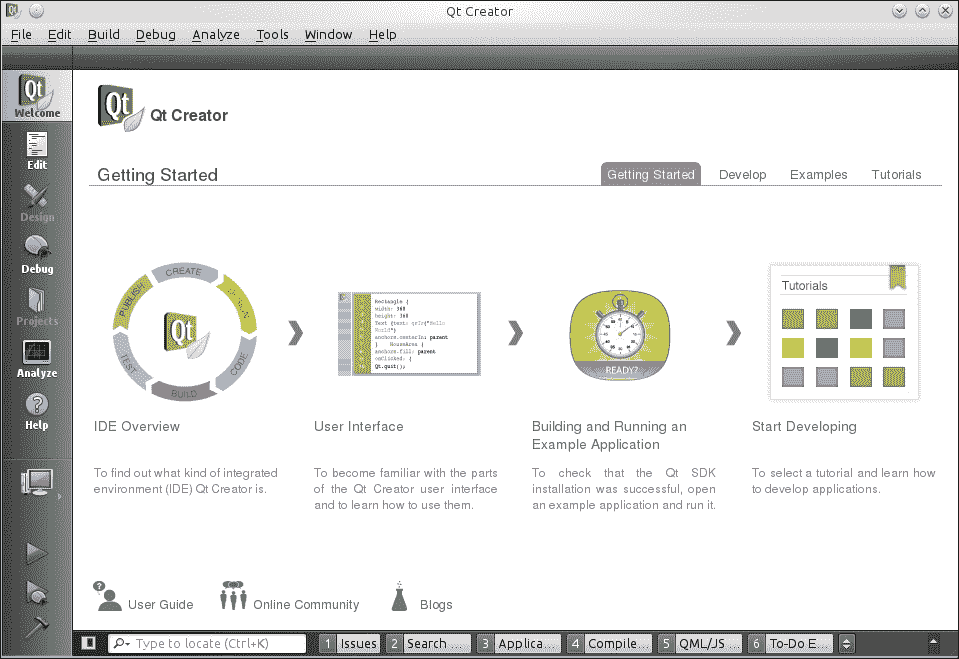 Qt Creator
File Edit Build Debug Analyze Tools Window Help
Qt
Welcome
Edit
Design
Debug
Projects
Analyze
Help
Qt
Qt Creator
Getting Started
Getting Started Develop Examples Tutorials
CREATE
PUBLISH
CODE
BUILD
TEST
Qt
Rectangle {
width: 360
height: 360
anchors.centerIn: parent
anchors.fill: parent
Qt.quit();
READY?
Tutorials
IDE Overview
To find out what kind of integrated
environment (IDE) Qt Creator is.
User Interface
To become familiar with the parts
of the Qt Creator user interface
and to learn how to use them.
Building and Running an
Example Application
To check that the Qt SDK
installation was successful, open
an example application and run it.
Start Developing
To select a tutorial and learn how
to develop applications.
User Guide Online Community Blogs
Type to locate (Ctrl+K) 1 Issues 2 Search ... 3 Applica... 4 Compile... 5 QML/JS ... 6 To-Do E...